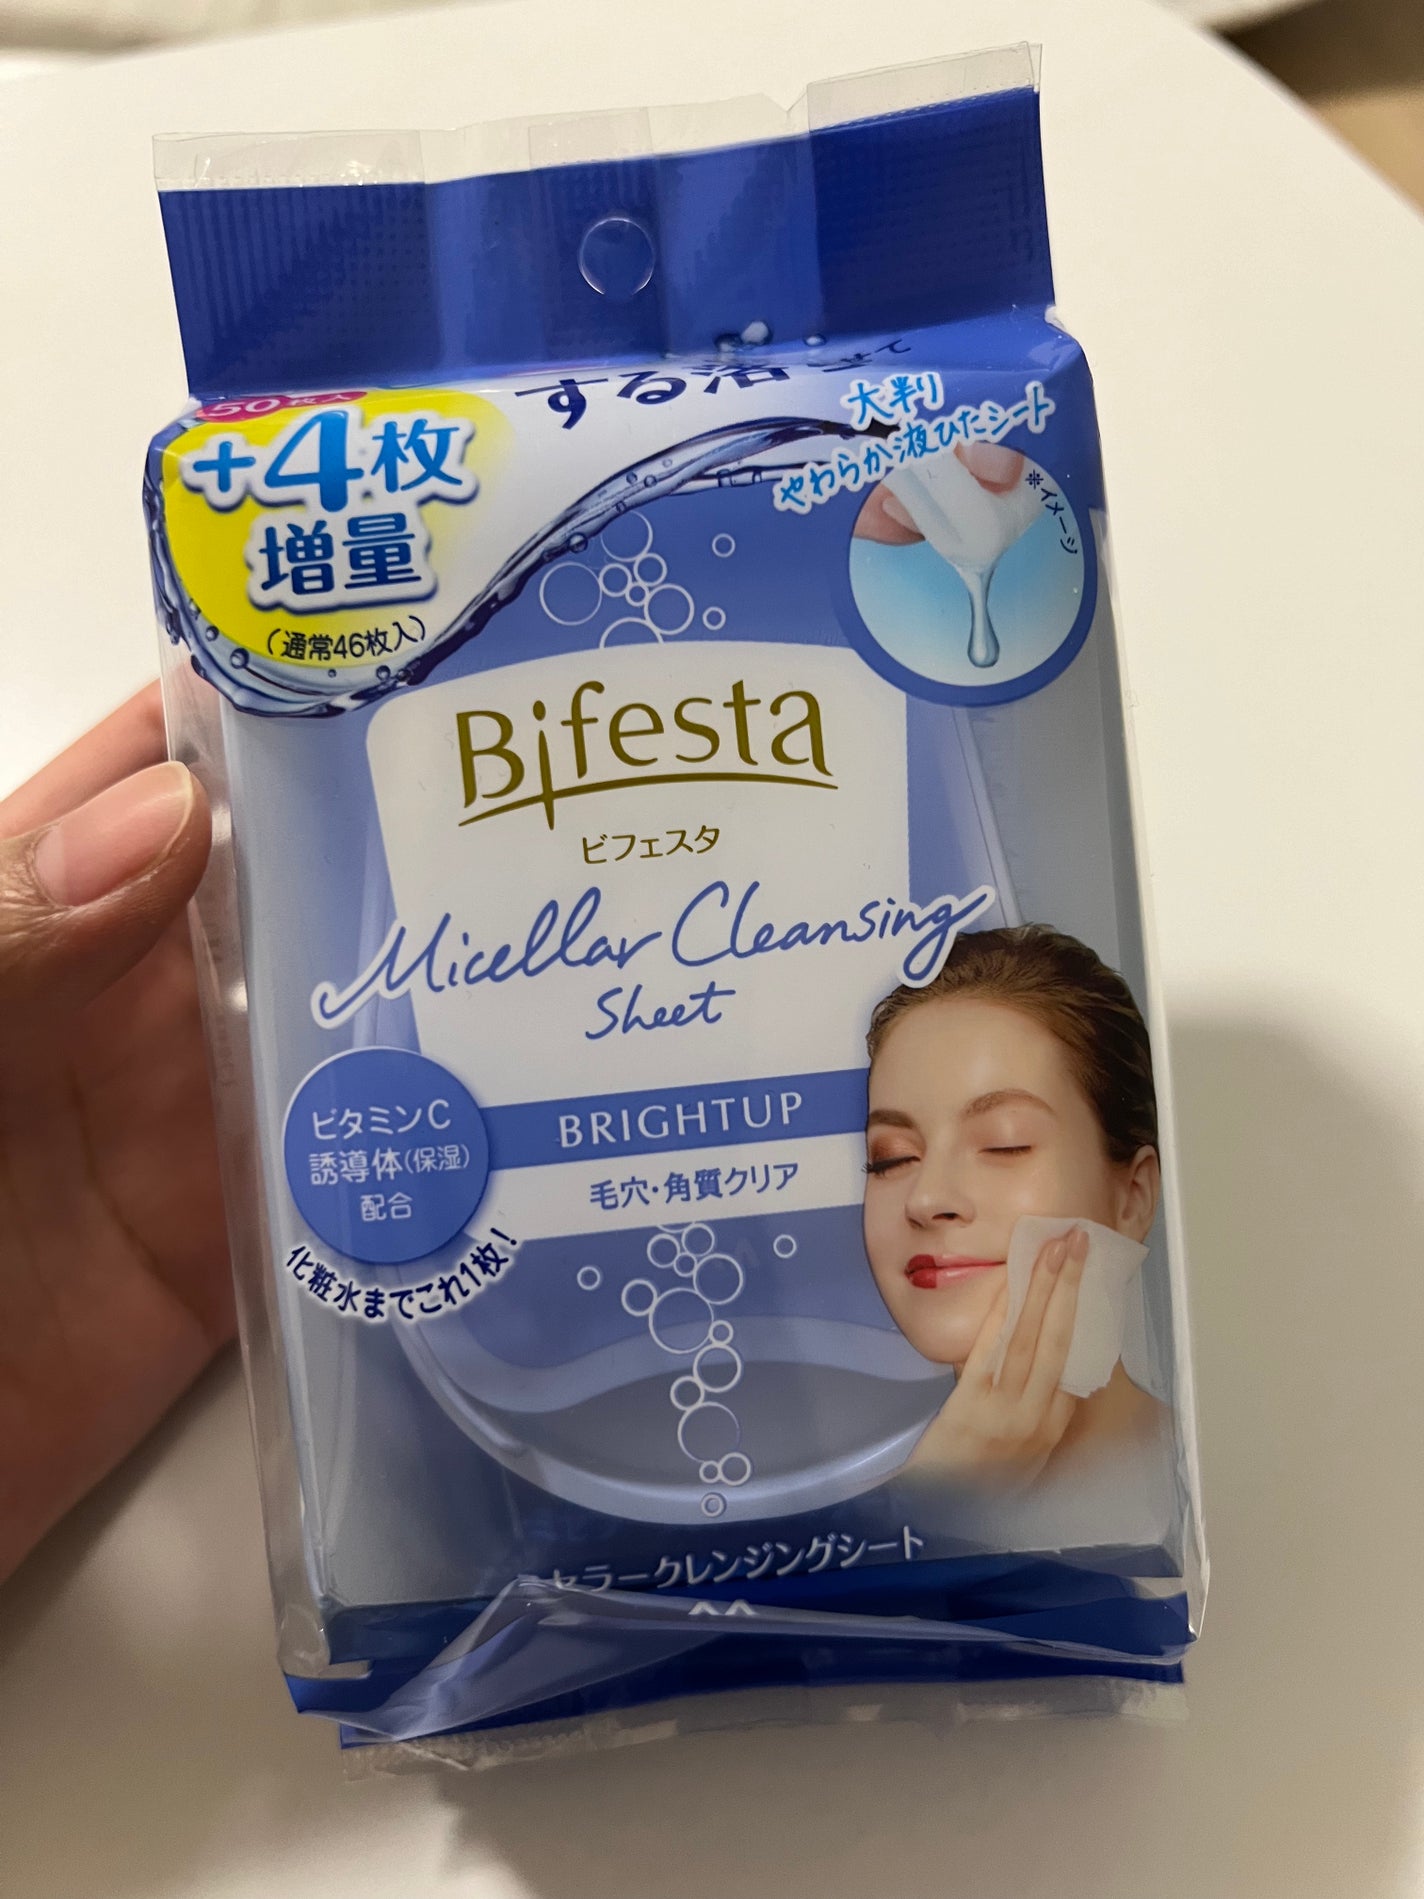 50枚入
+4枚
増量
(通常46枚入)
する
大判
やわらか液ひたシート
※イメージ
Bifesta
ビフェスタ
Micellar Cleansing
Sheet
ビタミンC
誘導体(保湿)
配合
化粧水までこれ1枚!
BRIGHTUP
毛穴・角質クリア
セラークレンジングシート